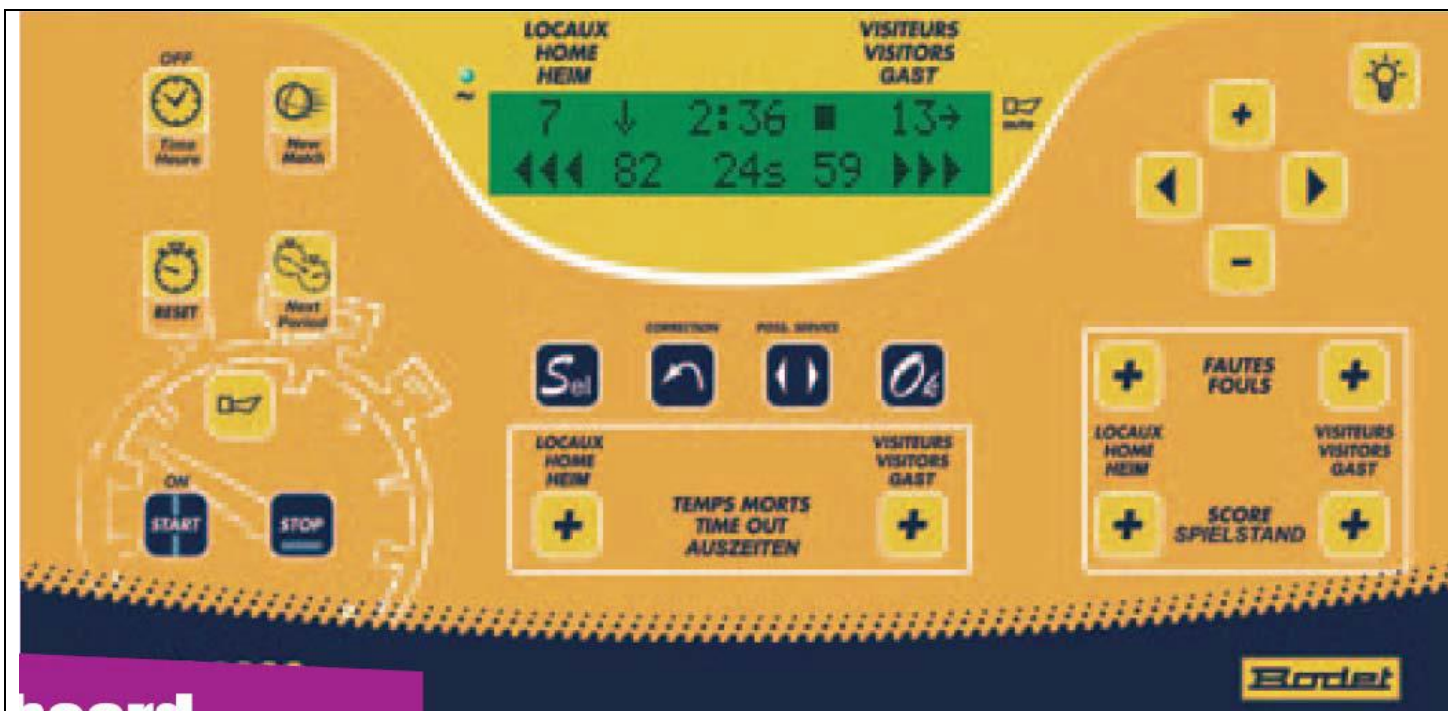 LOCAUX
HOME
HEIM
VISITEURS
VISITORS
GAST
OFF
Time
Heure
New
Match
7 ↓ 2:36 ■ 13→
◀◀◀ 82 24s 59 ▶▶▶
auto
+
-
RESET
Next
Period
CORRECTION
POSS. SERVICE
Sel
FAUTES
FOULS
+
+
LOCAUX
HOME
HEIM
VISITEURS
VISITORS
GAST
LOCAUX
HOME
HEIM
VISITEURS
VISITORS
GAST
ON
START
STOP
+
TEMPS MORTS
TIME OUT
AUSZEITEN
+
+
SCORE
SPIELSTAND
+
Bodet